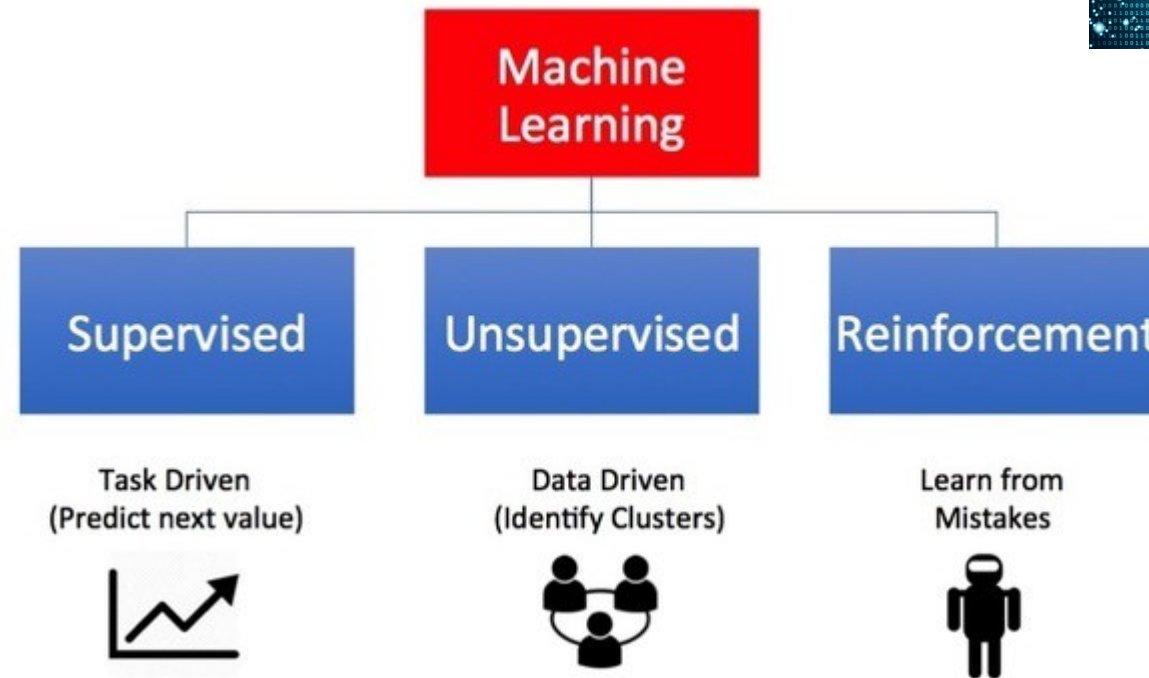 Machine
Learning
Supervised
Unsupervised
Reinforcement
Task Driven
(Predict next value)
Data Driven
(Identify Clusters)
Learn from
Mistakes